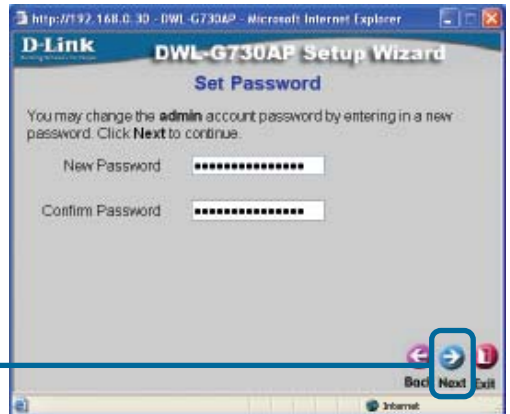 http://192.168.0.30 - DWL-G730AP - Microsoft Internet Explorer
D-Link
DWL-G730AP Setup Wizard
Set Password
You may change the admin account password by entering in a new
password. Click Next to continue.
New Password •••••••••••••••
Confirm Password •••••••••••••••
Back Next Exit
Internet